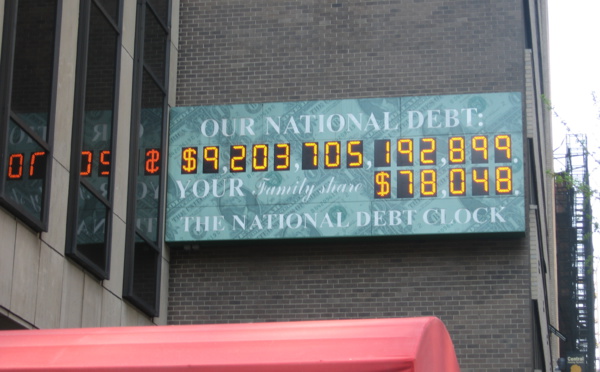 OUR NATIONAL DEBT:
$9,203,705,192,899.
YOUR Family share $78,048.
THE NATIONAL DEBT CLOCK